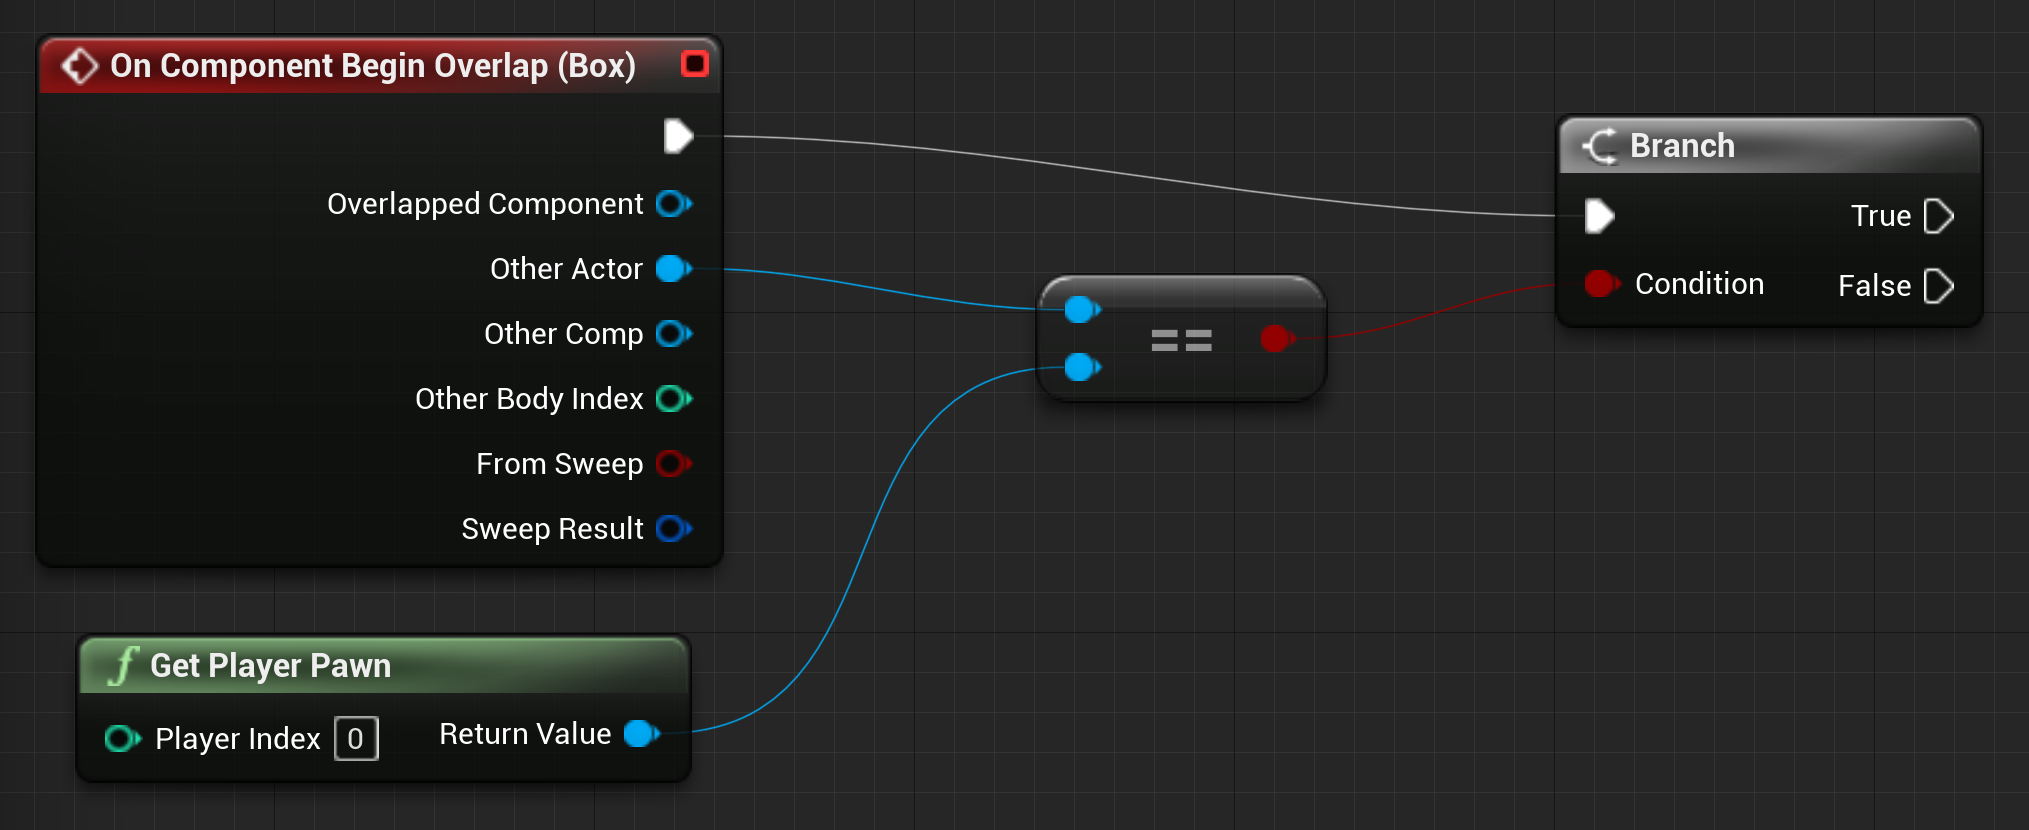 On Component Begin Overlap (Box)
Overlapped Component
Other Actor
Other Comp
Other Body Index
From Sweep
Sweep Result
Get Player Pawn
Player Index 0 Return Value
==
Branch
True
Condition False